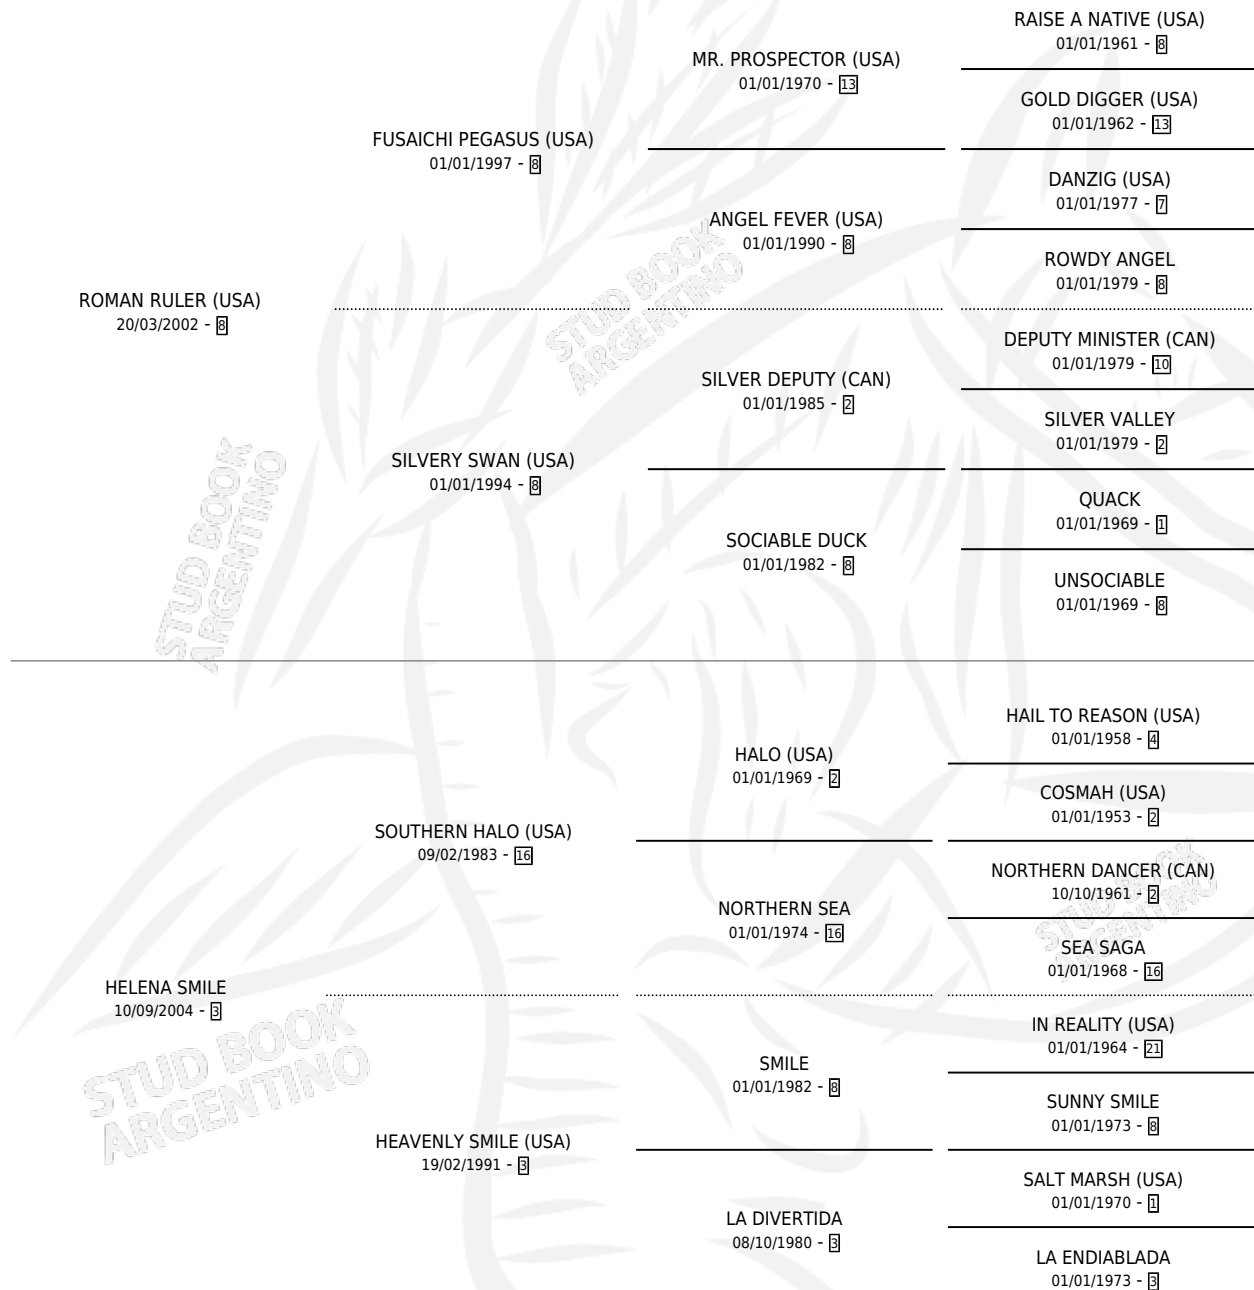 RAISE A NATIVE (USA)
01/01/1961 - 8
MR. PROSPECTOR (USA)
01/01/1970 - 13
GOLD DIGGER (USA)
01/01/1962 - 13
FUSAICHI PEGASUS (USA)
01/01/1997 - 8
DANZIG (USA)
01/01/1977 - 7
ANGEL FEVER (USA)
01/01/1990 - 8
ROWDY ANGEL
01/01/1979 - 8
ROMAN RULER (USA)
20/03/2002 - 8
DEPUTY MINISTER (CAN)
01/01/1979 - 10
SILVER DEPUTY (CAN)
01/01/1985 - 2
SILVER VALLEY
01/01/1979 - 2
SILVERY SWAN (USA)
01/01/1994 - 8
QUACK
01/01/1969 - 1
SOCIABLE DUCK
01/01/1982 - 8
UNSOCIABLE
01/01/1969 - 8
HAIL TO REASON (USA)
01/01/1958 - 4
HALO (USA)
01/01/1969 - 2
COSMAH (USA)
01/01/1953 - 2
SOUTHERN HALO (USA)
09/02/1983 - 16
NORTHERN DANCER (CAN)
10/10/1961 - 2
NORTHERN SEA
01/01/1974 - 16
SEA SAGA
01/01/1968 - 16
HELENA SMILE
10/09/2004 - 3
IN REALITY (USA)
01/01/1964 - 21
SMILE
01/01/1982 - 8
SUNNY SMILE
01/01/1973 - 8
HEAVENLY SMILE (USA)
19/02/1991 - 3
SALT MARSH (USA)
01/01/1970 - 1
LA DIVERTIDA
08/10/1980 - 3
LA ENDIABLADA
01/01/1973 - 3
STUD BOOK
ARGENTINO
STUD BOOK
ARGENTINO
STUD BOOK
ARGENTINO
STUD BOOK
ARGENTINO